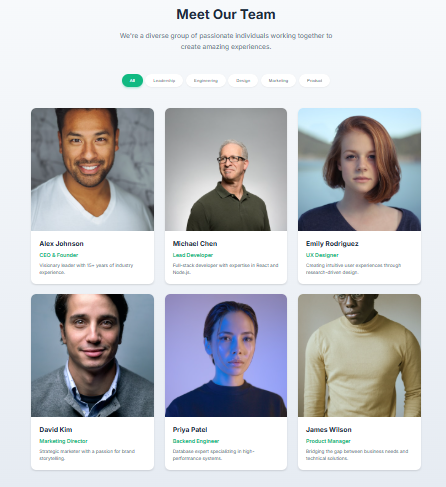 Meet Our Team
We're a diverse group of passionate individuals working together to
create amazing experiences.
All
Leadership
Engineering
Design
Marketing
Product
Alex Johnson
CEO & Founder
Visionary leader with 15+ years of industry
experience.
Michael Chen
Lead Developer
Full-stack developer with expertise in React and
Node.js.
Emily Rodriguez
UX Designer
Creating intuitive user experiences through
research-driven design.
David Kim
Marketing Director
Strategic marketer with a passion for brand
storytelling.
Priya Patel
Backend Engineer
Database expert specializing in high-
performance systems.
James Wilson
Product Manager
Bridging the gap between business needs and
technical solutions.